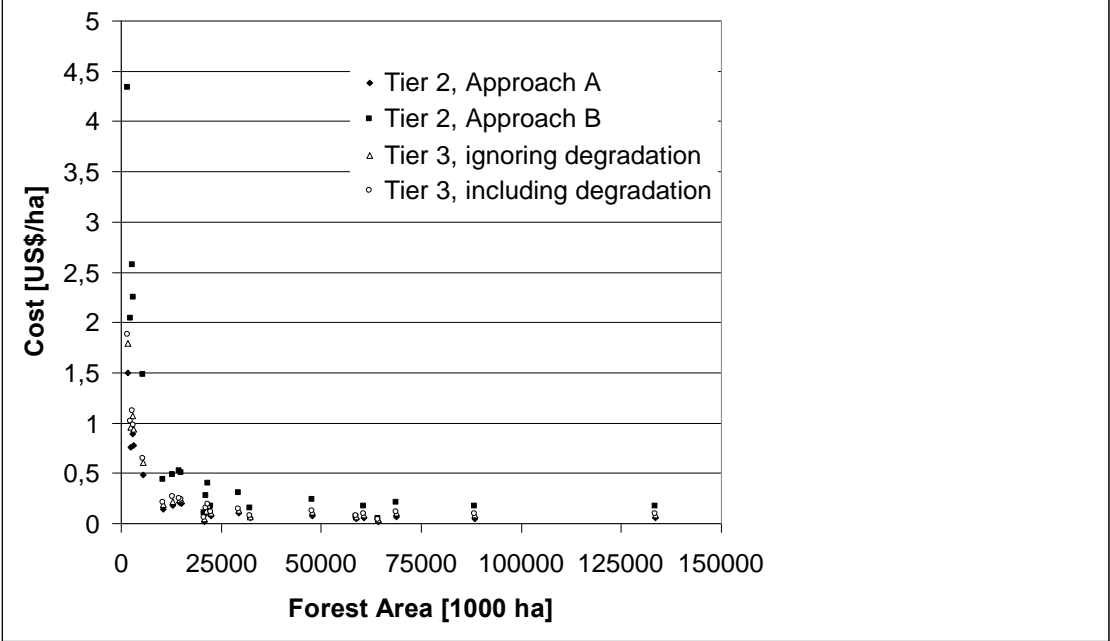 5
4,5
4
3,5
3
2,5
2
1,5
1
0,5
0
Cost [US$/ha]
Tier 2, Approach A
Tier 2, Approach B
Tier 3, ignoring degradation
Tier 3, including degradation
0 25000 50000 75000 100000 125000 150000
Forest Area [1000 ha]